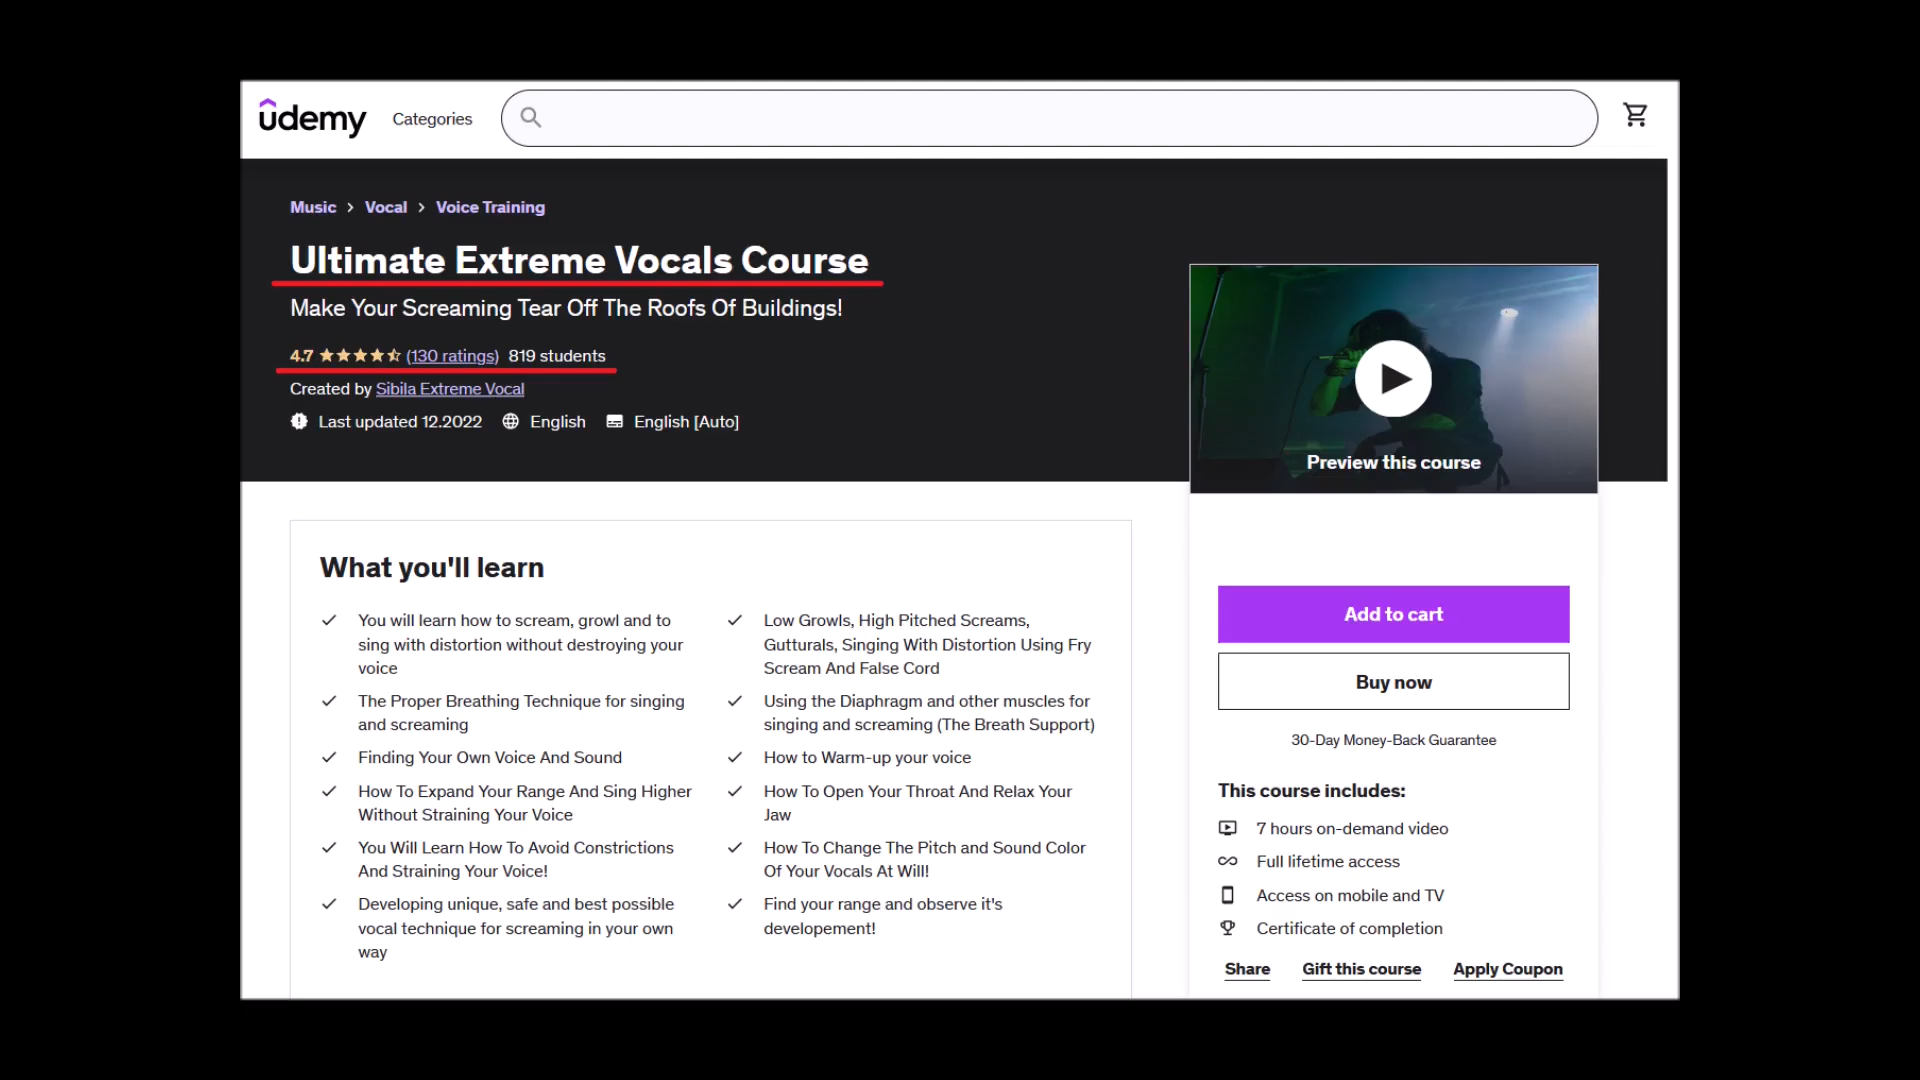 udemy
Categories
Music > Vocal > Voice Training
Ultimate Extreme Vocals Course
Make Your Screaming Tear Off The Roofs Of Buildings!
4.7 (130 ratings) 819 students
Created by Sibila Extreme Vocal
Last updated 12.2022 English English [Auto]
Preview this course
What you'll learn
You will learn how to scream, growl and to
sing with distortion without destroying your
voice
Low Growls, High Pitched Screams,
Gutturals, Singing With Distortion Using Fry
Scream And False Cord
The Proper Breathing Technique for singing
and screaming
Using the Diaphragm and other muscles for
singing and screaming (The Breath Support)
Finding Your Own Voice And Sound
How to Warm-up your voice
How To Expand Your Range And Sing Higher
Without Straining Your Voice
How To Open Your Throat And Relax Your
Jaw
You Will Learn How To Avoid Constrictions
And Straining Your Voice!
How To Change The Pitch and Sound Color
Of Your Vocals At Will!
Developing unique, safe and best possible
vocal technique for screaming in your own
way
Find your range and observe it's
developement!
Add to cart
Buy now
30-Day Money-Back Guarantee
This course includes:
7 hours on-demand video
Full lifetime access
Access on mobile and TV
Certificate of completion
Share Gift this course Apply Coupon